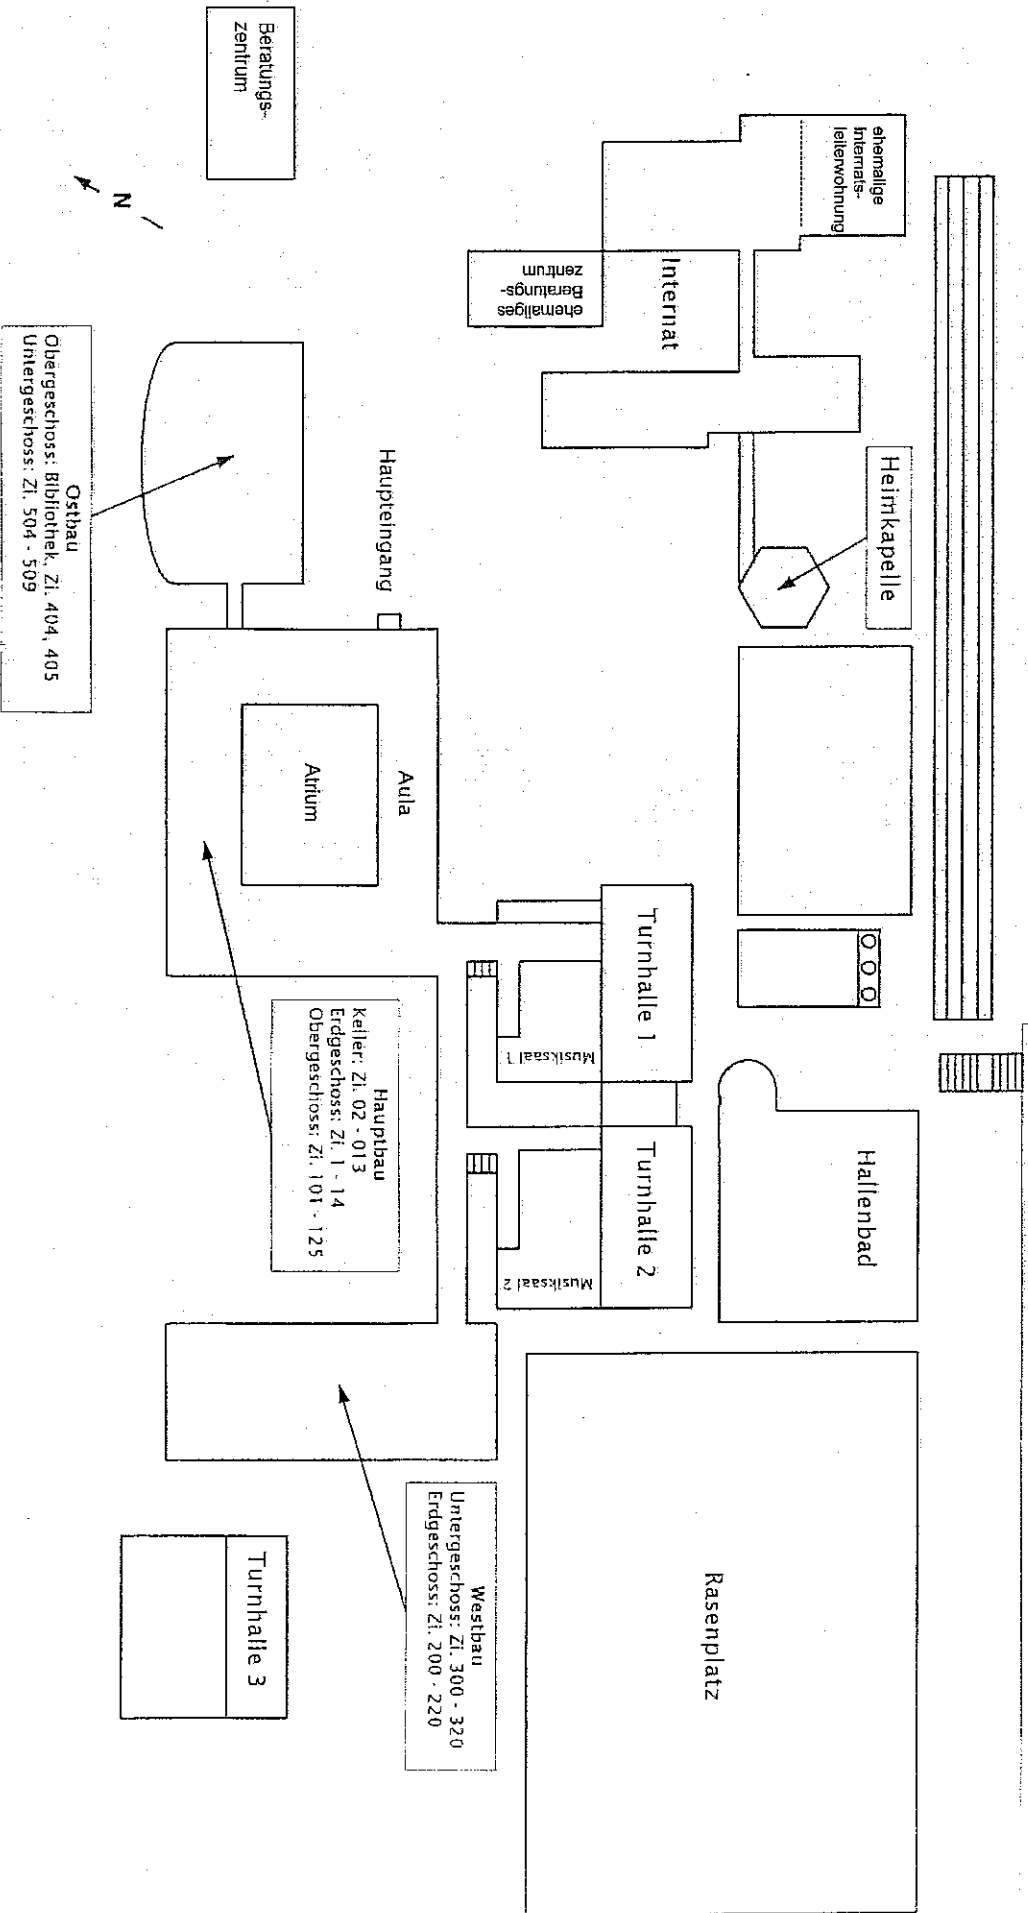 ehemalige
Internats-
leiterwohnung
Heimkapelle
Hallenbad
Internat
ehemaliges
Beratungs-
zentrum
Turnhalle 1
Musiksaal 1
Turnhalle 2
Musiksaal 2
Rasenplatz
Beratungs-
zentrum
N
Haupteingang
Aula
Atrium
Hauptbau
Keller: Zi. 02 - 013
Erdgeschoss: Zi. 1 - 14
Obergeschoss: Zi. 101 - 125
Westbau
Untergeschoss: Zi. 300 - 320
Erdgeschoss: Zi. 200 - 220
Turnhalle 3
Ostbau
Obergeschoss: Bibliothek, Zi. 404, 405
Untergeschoss: Zi. 504 - 509